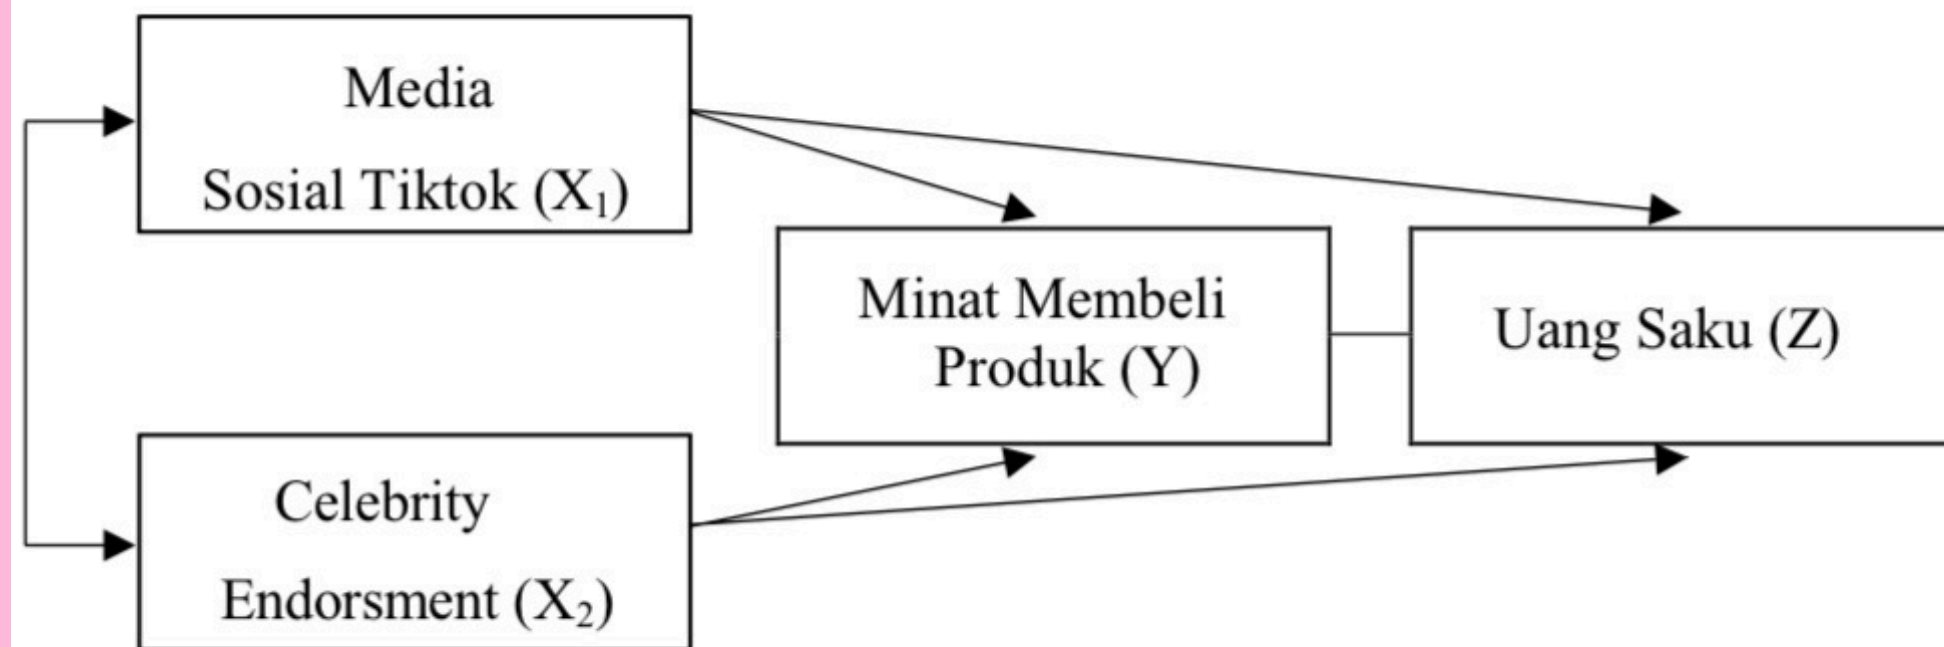 Media
Sosial Tiktok (X₁)
Minat Membeli
Produk (Y)
Uang Saku (Z)
Celebrity
Endorsment (X₂)